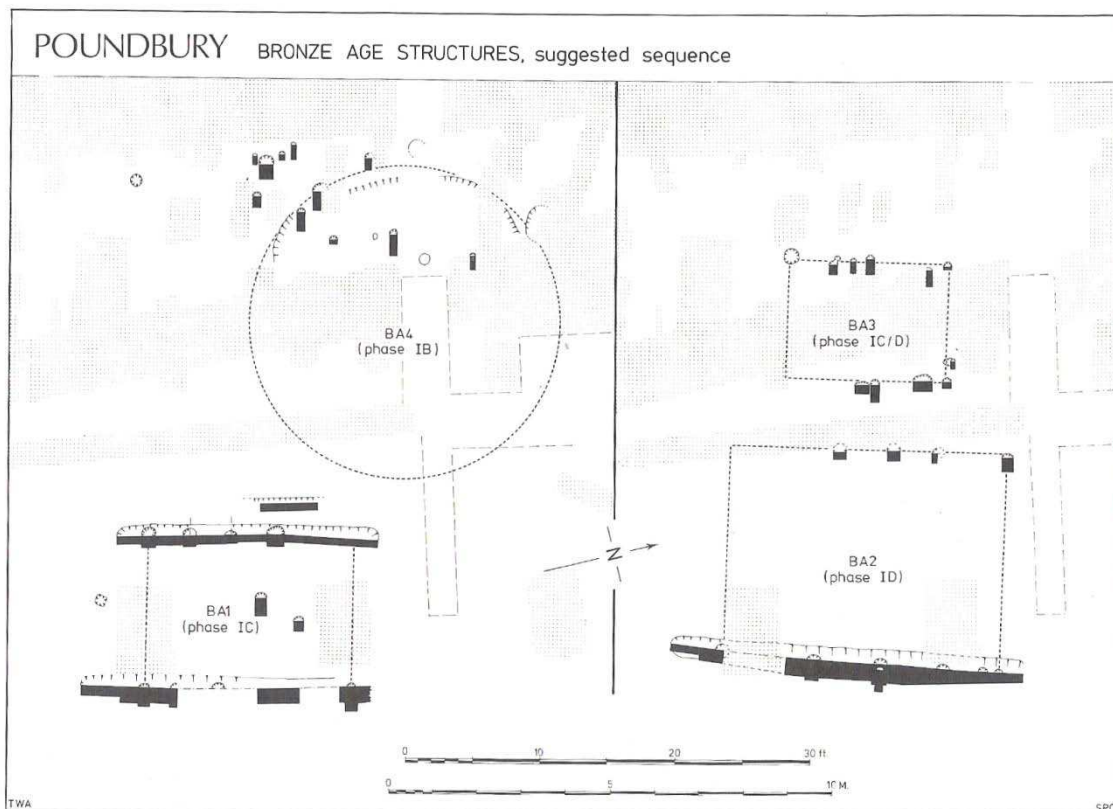 POUNDBURY BRONZE AGE STRUCTURES, suggested sequence
BA4
(phase IB)
BA3
(phase IC/D)
BA1
(phase IC)
N
BA2
(phase ID)
0 10 20 30 ft.
0 5 10 M.
TWA